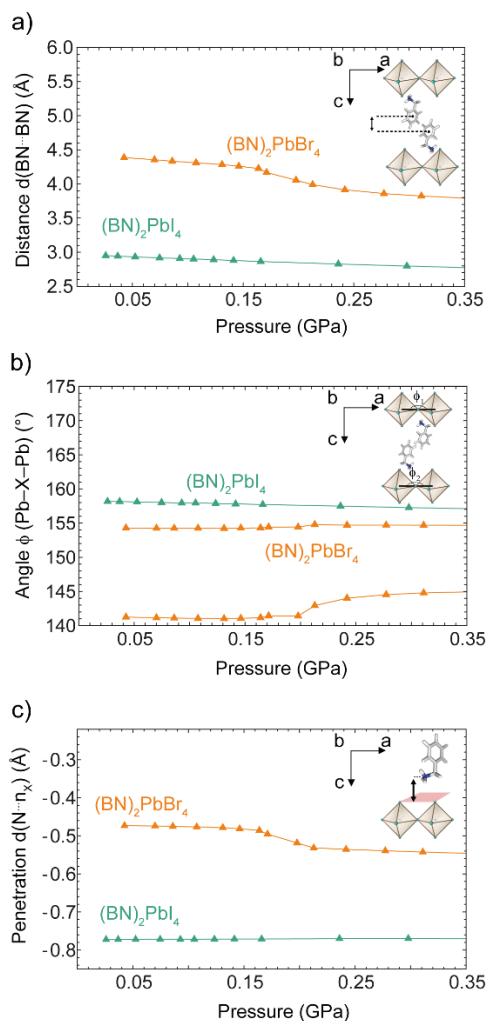 a)
Distance d(BN···BN) (Å)
6.0
5.5
5.0
4.5
4.0
3.5
3.0
2.5
b a
c
(BN)₂PbBr₄
(BN)₂PbI₄
0.05 0.15 0.25 0.35
Pressure (GPa)
b)
Angle ϕ (Pb–X–Pb) (°)
175
170
165
160
155
150
145
140
b a
c
ϕ₁
ϕ₂
(BN)₂PbI₄
(BN)₂PbBr₄
0.05 0.15 0.25 0.35
Pressure (GPa)
c)
Penetration d(N···nₓ) (Å)
-0.3
-0.4
-0.5
-0.6
-0.7
-0.8
b a
c
(BN)₂PbBr₄
(BN)₂PbI₄
0.05 0.15 0.25 0.35
Pressure (GPa)